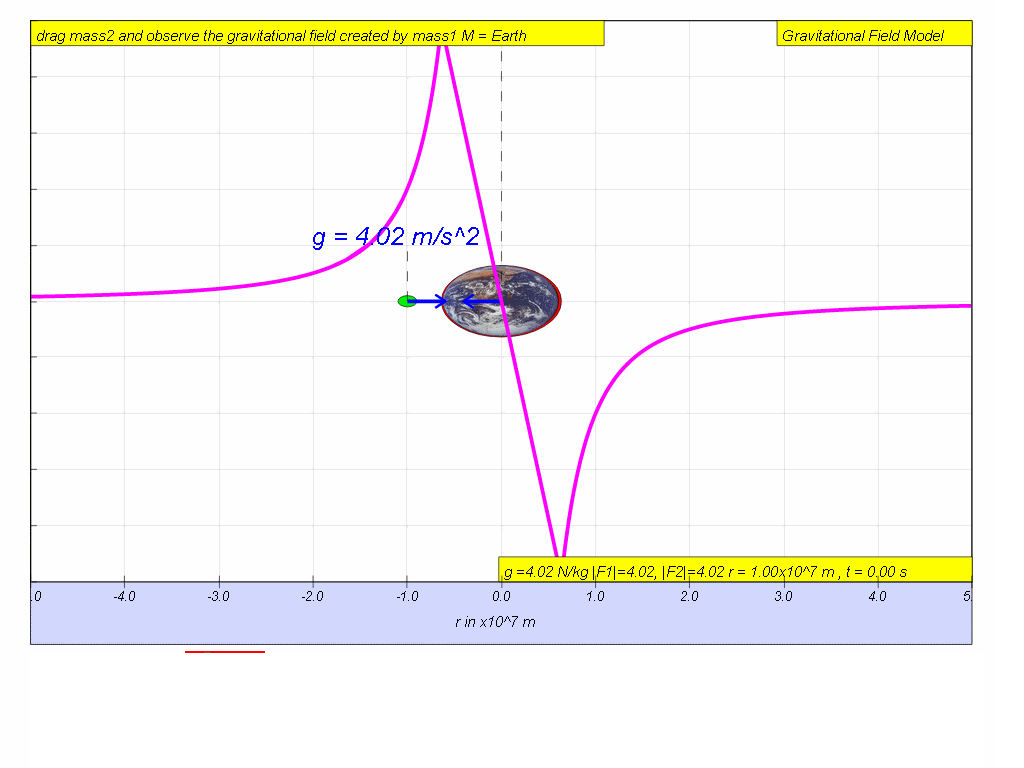 drag mass2 and observe the gravitational field created by mass1 M = Earth
Gravitational Field Model
g = 4.02 m/s^2
g =4.02 N/kg |F1|=4.02, |F2|=4.02 r = 1.00x10^7 m , t = 0.00 s
.0 -4.0 -3.0 -2.0 -1.0 0.0 1.0 2.0 3.0 4.0 5.
r in x10^7 m